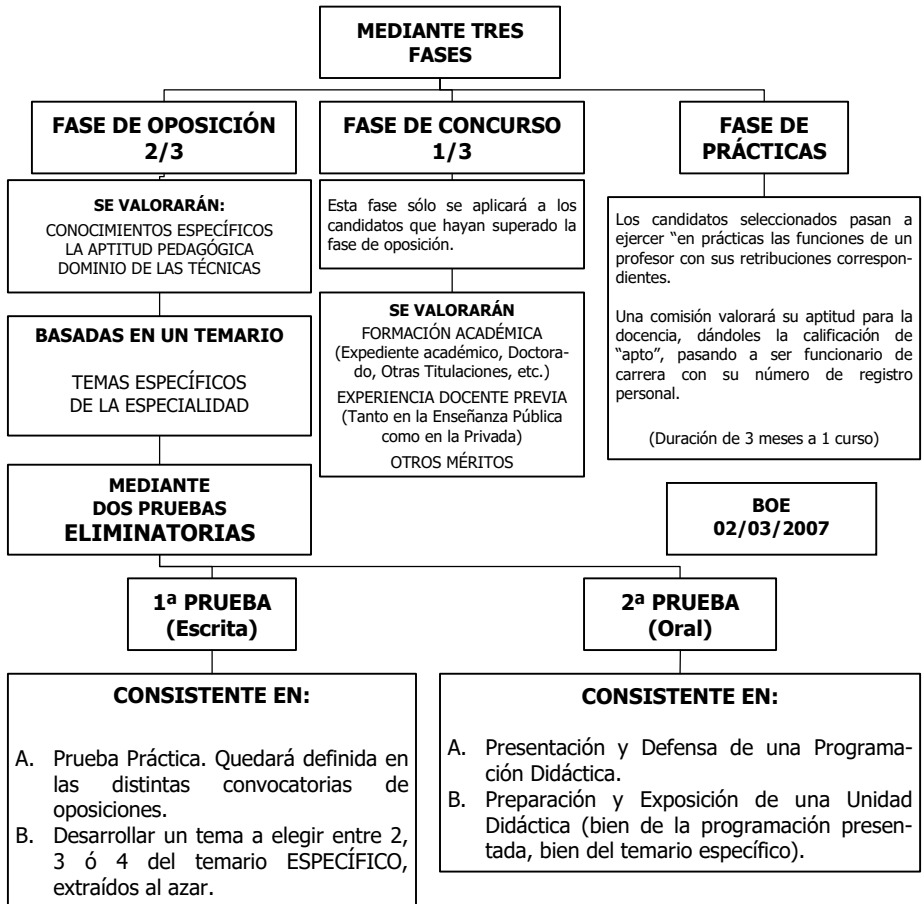 MEDIANTE TRES
FASES
FASE DE OPOSICIÓN
2/3
SE VALORARÁN:
CONOCIMIENTOS ESPECÍFICOS
LA APTITUD PEDAGÓGICA
DOMINIO DE LAS TÉCNICAS
BASADAS EN UN TEMARIO
TEMAS ESPECÍFICOS
DE LA ESPECIALIDAD
MEDIANTE
DOS PRUEBAS
ELIMINATORIAS
FASE DE CONCURSO
1/3
Esta fase sólo se aplicará a los
candidatos que hayan superado la
fase de oposición.
SE VALORARÁN
FORMACIÓN ACADÉMICA
(Expediente académico, Doctora-
do, Otras Titulaciones, etc.)
EXPERIENCIA DOCENTE PREVIA
(Tanto en la Enseñanza Pública
como en la Privada)
OTROS MÉRITOS
FASE DE
PRÁCTICAS
Los candidatos seleccionados pasan a
ejercer “en prácticas las funciones de un
profesor con sus retribuciones correspon-
dientes.
Una comisión valorará su aptitud para la
docencia, dándoles la calificación de
“apto”, pasando a ser funcionario de
carrera con su número de registro
personal.
(Duración de 3 meses a 1 curso)
BOE
02/03/2007
1ª PRUEBA
(Escrita)
CONSISTENTE EN:
A. Prueba Práctica. Quedará definida en
las distintas convocatorias de
oposiciones.
B. Desarrollar un tema a elegir entre 2,
3 ó 4 del temario ESPECÍFICO,
extraídos al azar.
2ª PRUEBA
(Oral)
CONSISTENTE EN:
A. Presentación y Defensa de una Programa-
ción Didáctica.
B. Preparación y Exposición de una Unidad
Didáctica (bien de la programación presen-
tada, bien del temario específico).